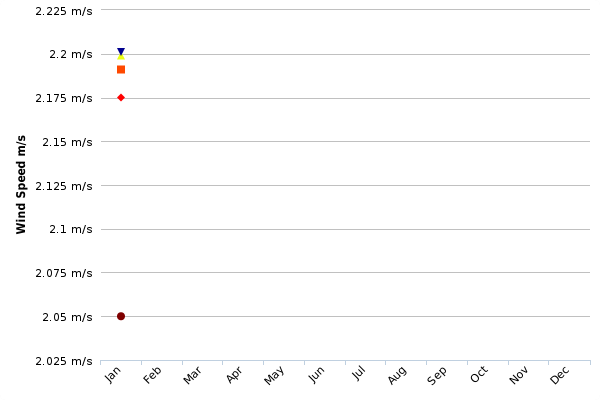 2.225 m/s
2.2 m/s
2.175 m/s
2.15 m/s
2.125 m/s
2.1 m/s
2.075 m/s
2.05 m/s
2.025 m/s
Wind Speed m/s
Jan Feb Mar Apr May Jun Jul Aug Sep Oct Nov Dec